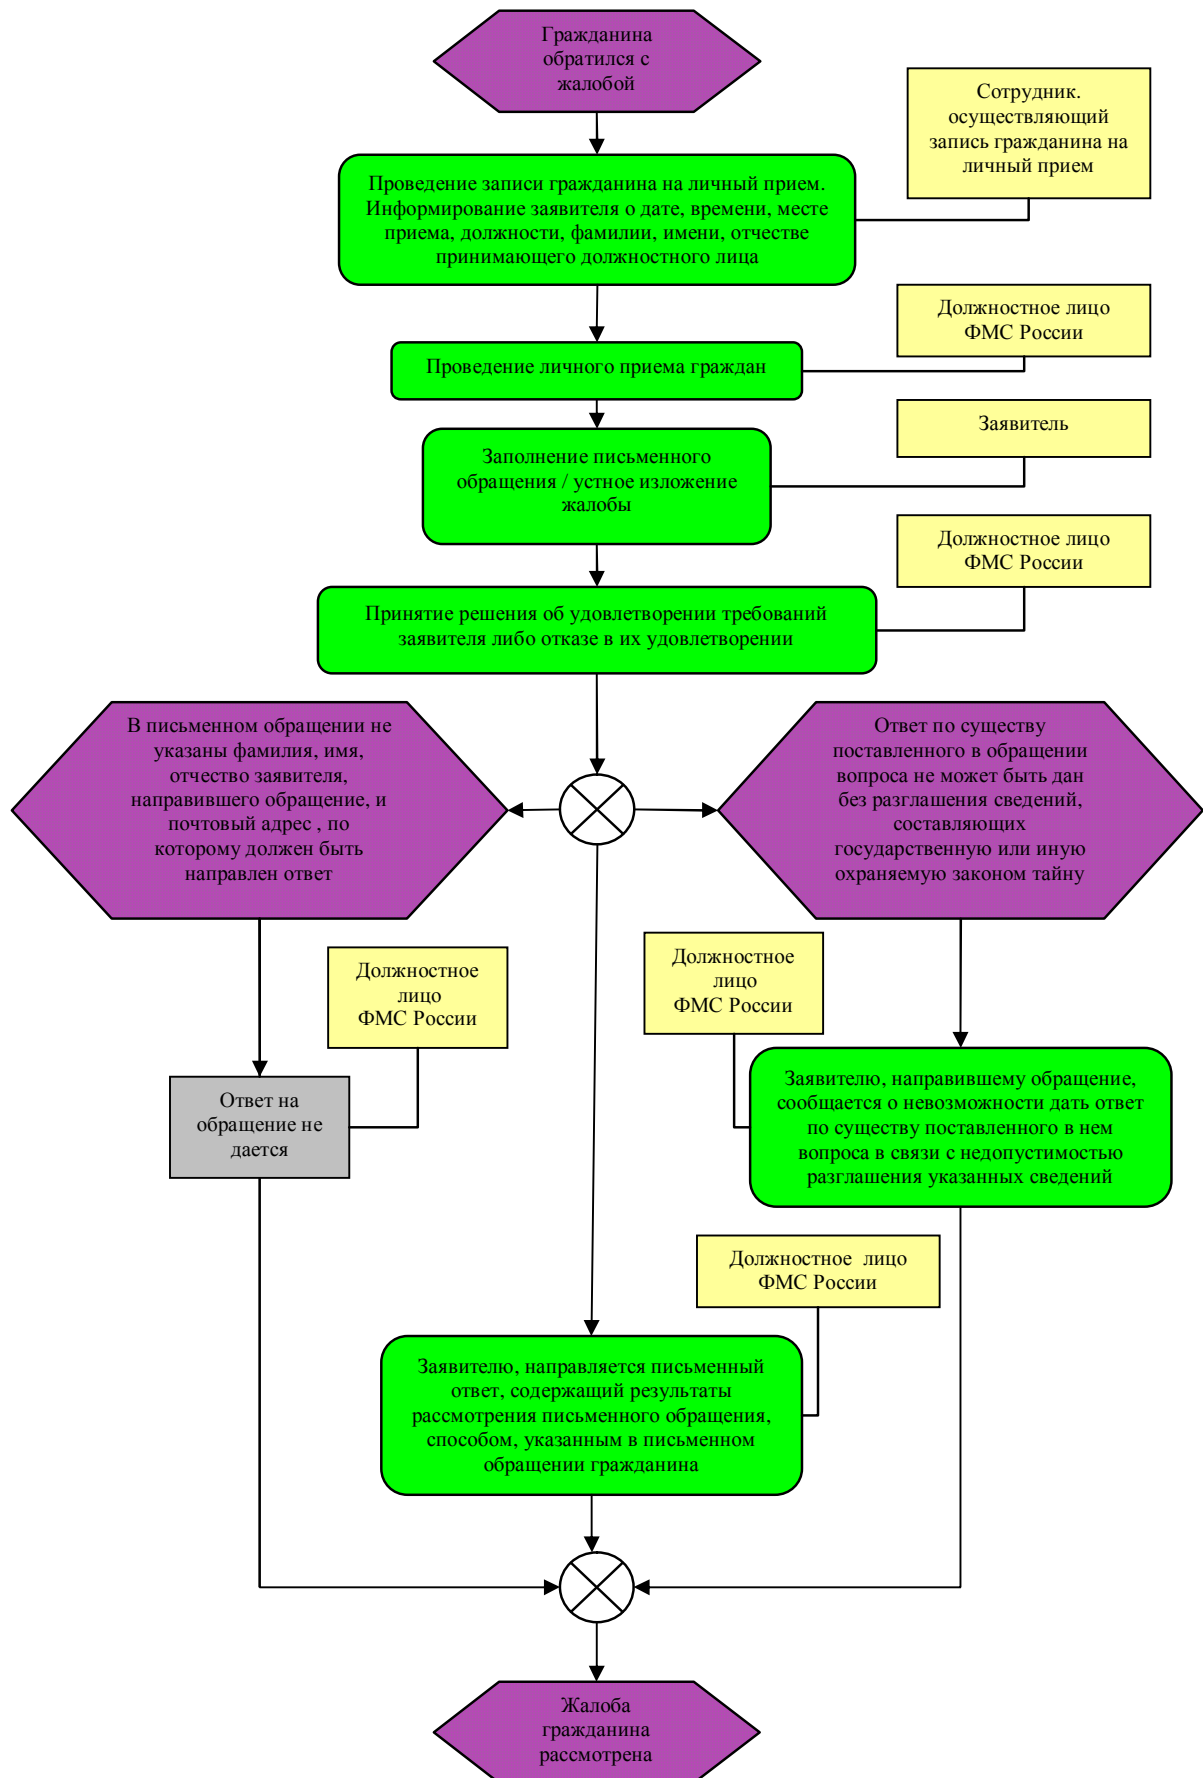 Гражданина
обратился с
жалобой
Сотрудник.
осуществляющий
запись гражданина на
личный прием
Проведение записи гражданина на личный прием.
Информирование заявителя о дате, времени, месте
приема, должности, фамилии, имени, отчестве
принимающего должностного лица
Должностное лицо
ФМС России
Проведение личного приема граждан
Заявитель
Заполнение письменного
обращения / устное изложение
жалобы
Должностное лицо
ФМС России
Принятие решения об удовлетворении требований
заявителя либо отказе в их удовлетворении
В письменном обращении не
указаны фамилия, имя,
отчество заявителя,
направившего обращение, и
почтовый адрес , по
которому должен быть
направлен ответ
Ответ по существу
поставленного в обращении
вопроса не может быть дан
без разглашения сведений,
составляющих
государственную или иную
охраняемую законом тайну
Должностное
лицо
ФМС России
Должностное
лицо
ФМС России
Ответ на
обращение не
дается
Заявителю, направившему обращение,
сообщается о невозможности дать ответ
по существу поставленного в нем
вопроса в связи с недопустимостью
разглашения указанных сведений
Должностное  лицо
ФМС России
Заявителю, направляется письменный
ответ, содержащий результаты
рассмотрения письменного обращения,
способом, указанным в письменном
обращении гражданина
Жалоба
гражданина
рассмотрена